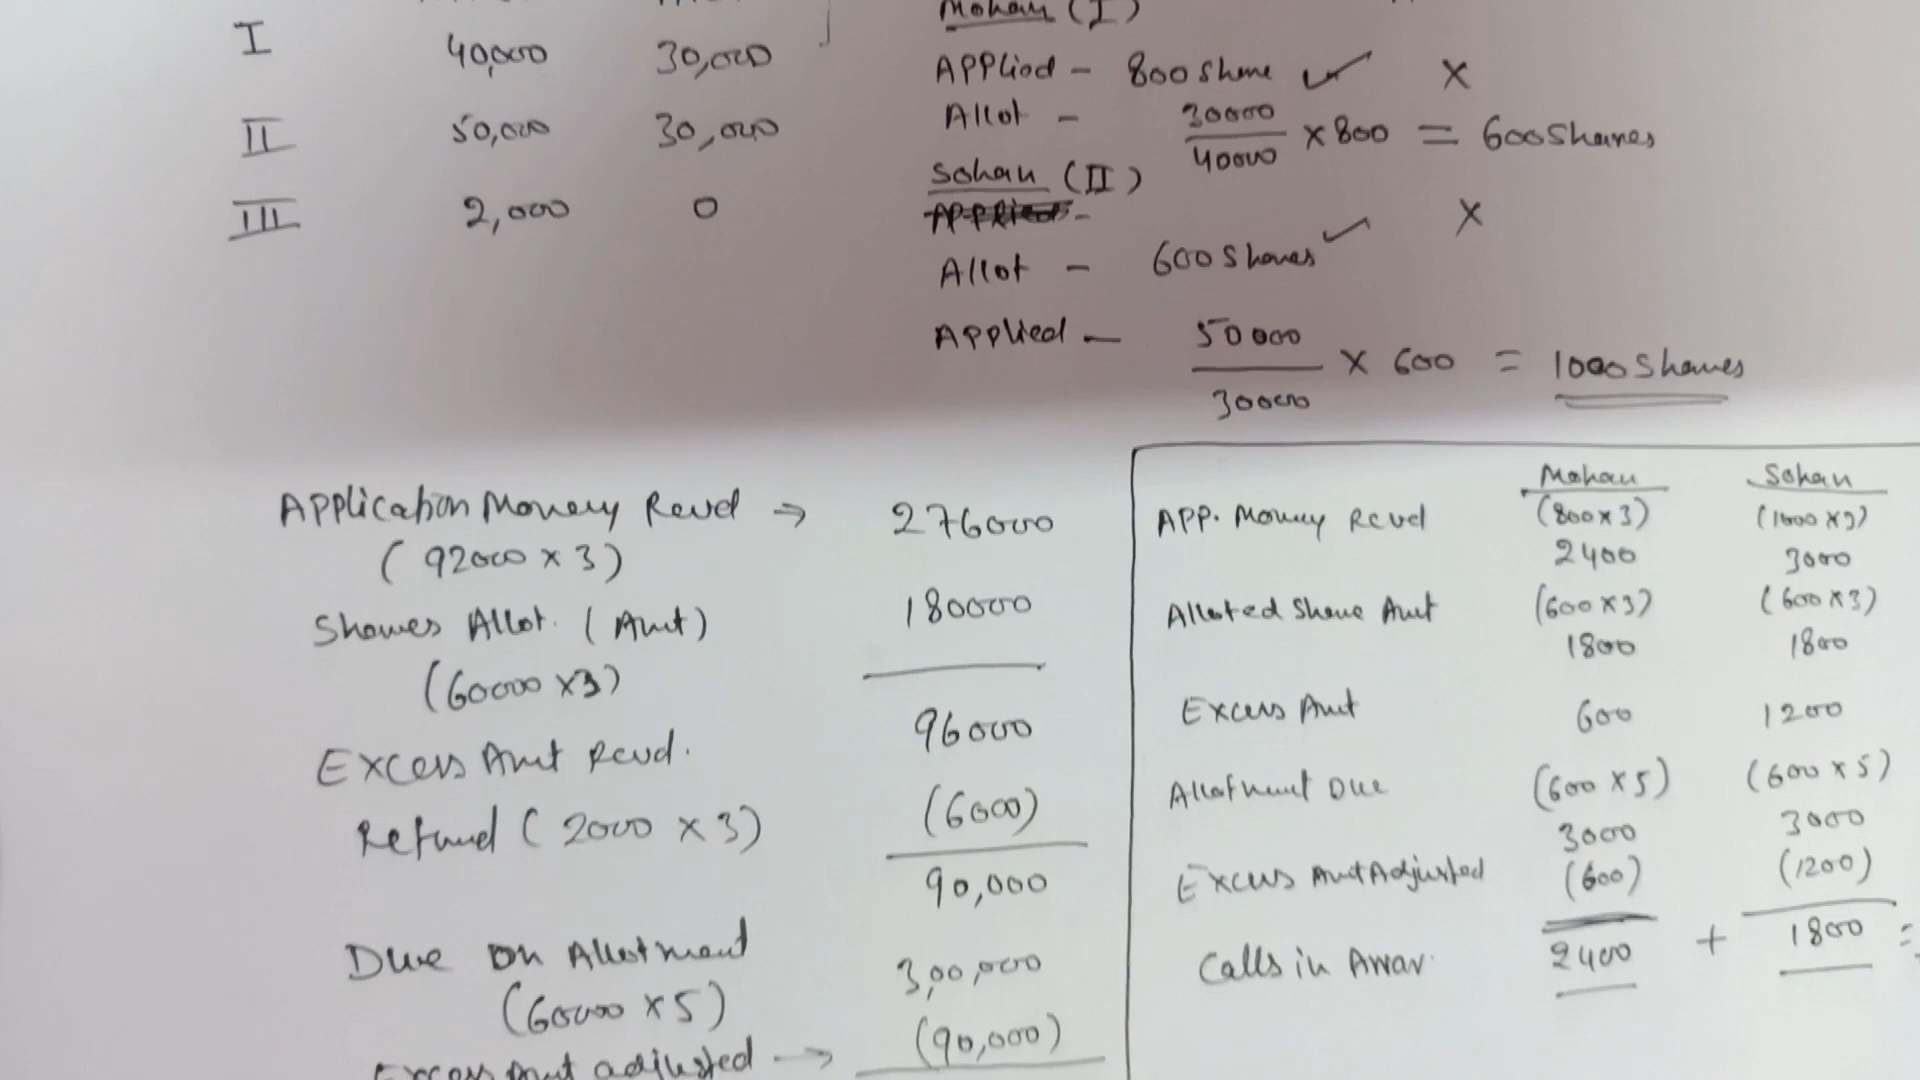 Mohan (I)
I 40,000 30,000
Applied - 800 Share ✓ X
Allot - 30000/40000 x 800 = 600 Shares
II 50,000 30,000
Sohan (II)
III 2,000 0
Allot - 600 Shares ✓ X
Applied - 50000/30000 x 600 = 1000 Shares
Application Money Recvd → 276000
(92000 x 3)
Shares Allot. (Amt) 180000
(60000 x 3)
96000
Excess Amt Rcvd.
Refund (2000 x 3) (6000)
90,000
Due on Allotment 3,00,000
(60000 x 5)
Excess Amt adjusted → (90,000)
Mohan Sohan
APP. Money Rcvd (800 x 3) (1000 x 3)
2400 3000
Alloted Share Amt (600 x 3) (600 x 3)
1800 1800
Excess Amt 600 1200
Allotment Due (600 x 5) (600 x 5)
3000 3000
Excess Amt Adjusted (600) (1200)
Calls in Arrear. 2400 + 1800 =